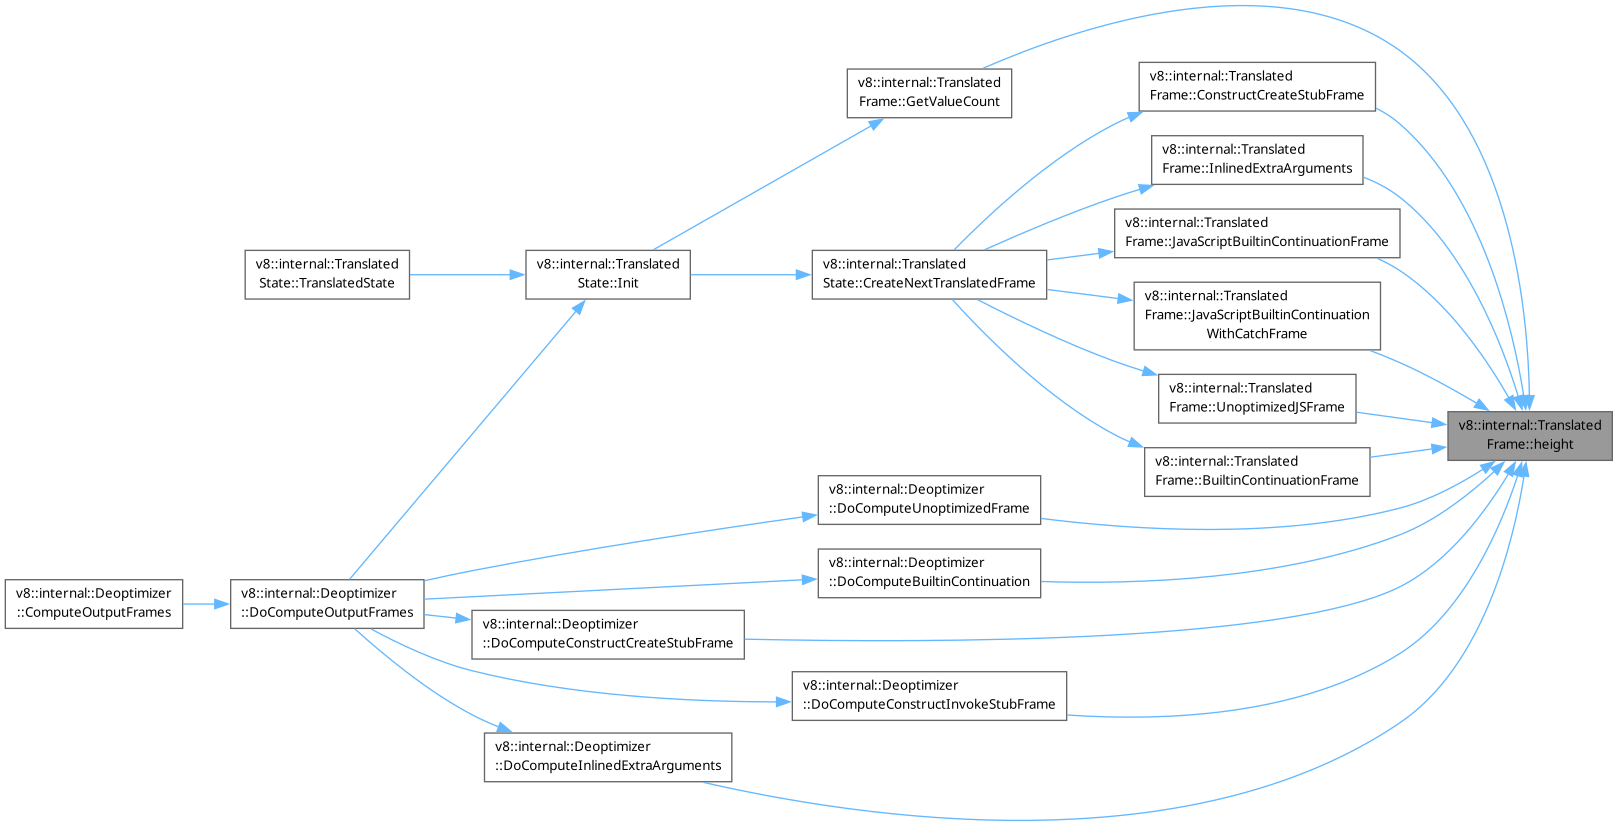 v8::internal::Translated
Frame::GetValueCount
v8::internal::Translated
Frame::ConstructCreateStubFrame
v8::internal::Translated
Frame::InlinedExtraArguments
v8::internal::Translated
Frame::JavaScriptBuiltinContinuationFrame
v8::internal::Translated
State::TranslatedState
v8::internal::Translated
State::Init
v8::internal::Translated
State::CreateNextTranslatedFrame
v8::internal::Translated
Frame::JavaScriptBuiltinContinuation
WithCatchFrame
v8::internal::Translated
Frame::UnoptimizedJSFrame
v8::internal::Translated
Frame::height
v8::internal::Translated
Frame::BuiltinContinuationFrame
v8::internal::Deoptimizer
::DoComputeUnoptimizedFrame
v8::internal::Deoptimizer
::DoComputeBuiltinContinuation
v8::internal::Deoptimizer
::ComputeOutputFrames
v8::internal::Deoptimizer
::DoComputeOutputFrames
v8::internal::Deoptimizer
::DoComputeConstructCreateStubFrame
v8::internal::Deoptimizer
::DoComputeConstructInvokeStubFrame
v8::internal::Deoptimizer
::DoComputeInlinedExtraArguments